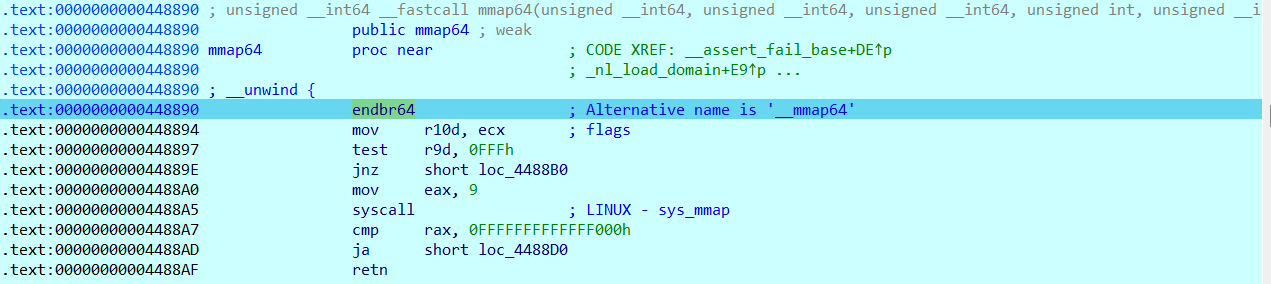 .text:0000000000448890 ; unsigned __int64 __fastcall mmap64(unsigned __int64, unsigned __int64, unsigned __int64, unsigned int, unsigned __i
.text:0000000000448890 public mmap64 ; weak
.text:0000000000448890 mmap64 proc near ; CODE XREF: __assert_fail_base+DE↑p
.text:0000000000448890 ; _nl_load_domain+E9↑p ...
.text:0000000000448890 ; __unwind {
.text:0000000000448890 endbr64 ; Alternative name is '__mmap64'
.text:0000000000448894 mov r10d, ecx ; flags
.text:0000000000448897 test r9d, 0FFFh
.text:000000000044889E jnz short loc_4488B0
.text:00000000004488A0 mov eax, 9
.text:00000000004488A5 syscall ; LINUX - sys_mmap
.text:00000000004488A7 cmp rax, 0FFFFFFFFFFFFF000h
.text:00000000004488AD ja short loc_4488D0
.text:00000000004488AF retn